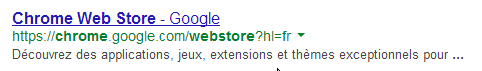 Chrome Web Store - Google
https://chrome.google.com/webstore?hl=fr
Découvrez des applications, jeux, extensions et thèmes exceptionnels pour ...